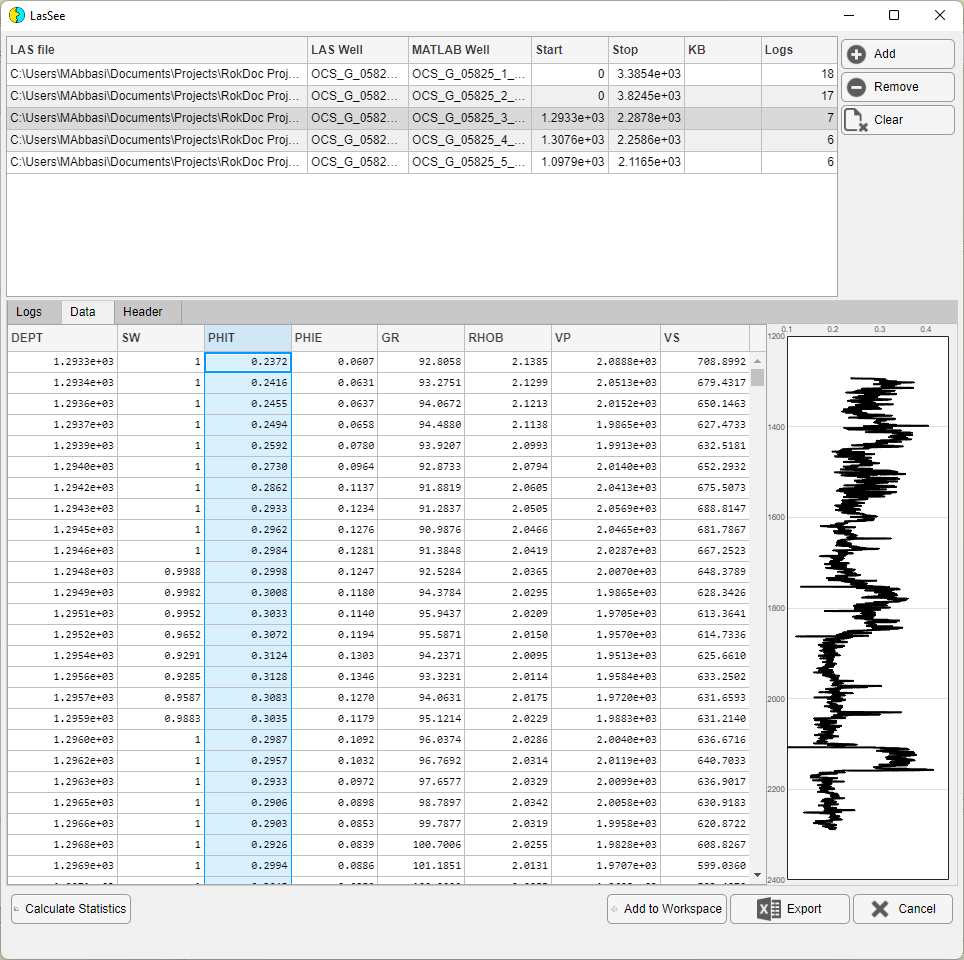 LasSee
LAS file LAS Well MATLAB Well Start Stop KB Logs
C:\Users\MAbbasi\Documents\Projects\RokDoc Proj... OCS_G_0582... OCS_G_05825_1_... 0 3.3854e+03 18
C:\Users\MAbbasi\Documents\Projects\RokDoc Proj... OCS_G_0582... OCS_G_05825_2_... 0 3.8245e+03 17
C:\Users\MAbbasi\Documents\Projects\RokDoc Proj... OCS_G_0582... OCS_G_05825_3_... 1.2933e+03 2.2878e+03 7
C:\Users\MAbbasi\Documents\Projects\RokDoc Proj... OCS_G_0582... OCS_G_05825_4_... 1.3076e+03 2.2586e+03 6
C:\Users\MAbbasi\Documents\Projects\RokDoc Proj... OCS_G_0582... OCS_G_05825_5_... 1.0979e+03 2.1165e+03 6
Add
Remove
Clear
Logs Data Header
DEPT SW PHIT PHIE GR RHOB VP VS
1.2933e+03 1 0.2372 0.0607 92.8058 2.1385 2.0888e+03 708.8992
1.2934e+03 1 0.2416 0.0631 93.2751 2.1299 2.0513e+03 679.4317
1.2936e+03 1 0.2455 0.0637 94.0672 2.1213 2.0152e+03 650.1463
1.2937e+03 1 0.2494 0.0658 94.4880 2.1138 1.9865e+03 627.4733
1.2939e+03 1 0.2592 0.0780 93.9207 2.0993 1.9913e+03 632.5181
1.2940e+03 1 0.2730 0.0964 92.8733 2.0794 2.0140e+03 652.2932
1.2942e+03 1 0.2862 0.1137 91.8819 2.0605 2.0413e+03 675.5073
1.2943e+03 1 0.2933 0.1234 91.2837 2.0505 2.0569e+03 688.8147
1.2945e+03 1 0.2962 0.1276 90.9876 2.0466 2.0465e+03 681.7867
1.2946e+03 1 0.2984 0.1281 91.3848 2.0419 2.0287e+03 667.2523
1.2948e+03 0.9988 0.2998 0.1247 92.5284 2.0365 2.0070e+03 648.3789
1.2949e+03 0.9982 0.3008 0.1180 94.3784 2.0295 1.9865e+03 628.3426
1.2951e+03 0.9952 0.3033 0.1140 95.9437 2.0209 1.9705e+03 613.3641
1.2952e+03 0.9652 0.3072 0.1194 95.5871 2.0150 1.9570e+03 614.7336
1.2954e+03 0.9291 0.3124 0.1303 94.2371 2.0095 1.9513e+03 625.6610
1.2956e+03 0.9285 0.3128 0.1346 93.3231 2.0114 1.9584e+03 633.2502
1.2957e+03 0.9587 0.3083 0.1270 94.0631 2.0175 1.9720e+03 631.6593
1.2959e+03 0.9883 0.3035 0.1179 95.1214 2.0229 1.9883e+03 631.2140
1.2960e+03 1 0.2987 0.1092 96.0374 2.0286 2.0040e+03 636.6716
1.2962e+03 1 0.2957 0.1032 96.7692 2.0314 2.0119e+03 640.7033
1.2963e+03 1 0.2933 0.0972 97.6577 2.0329 2.0099e+03 636.9017
1.2965e+03 1 0.2906 0.0898 98.7897 2.0342 2.0058e+03 630.9183
1.2966e+03 1 0.2903 0.0853 99.7877 2.0319 1.9958e+03 620.8722
1.2968e+03 1 0.2926 0.0839 100.7006 2.0255 1.9828e+03 608.8267
1.2969e+03 1 0.2994 0.0886 101.1851 2.0131 1.9707e+03 599.0360
0.1 0.2 0.3 0.4
1200
1400
1600
1800
2000
2200
2400
Calculate Statistics Add to Workspace Export Cancel